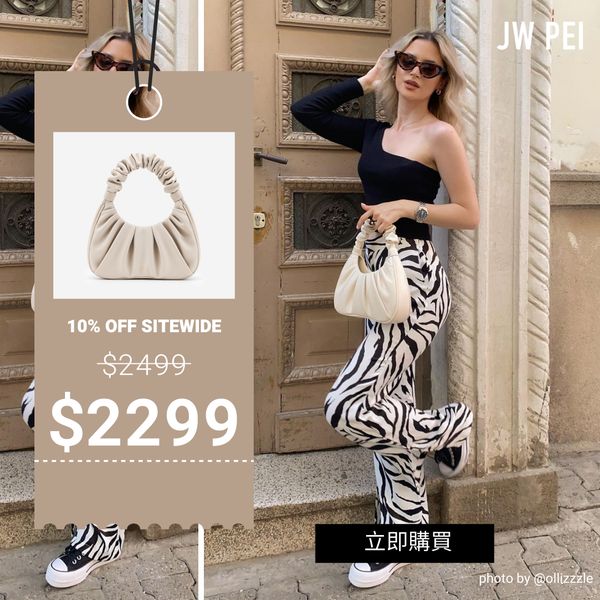 JW PEI
10% OFF SITEWIDE
$2499
$2299
立即購買
photo by @ollizzzle